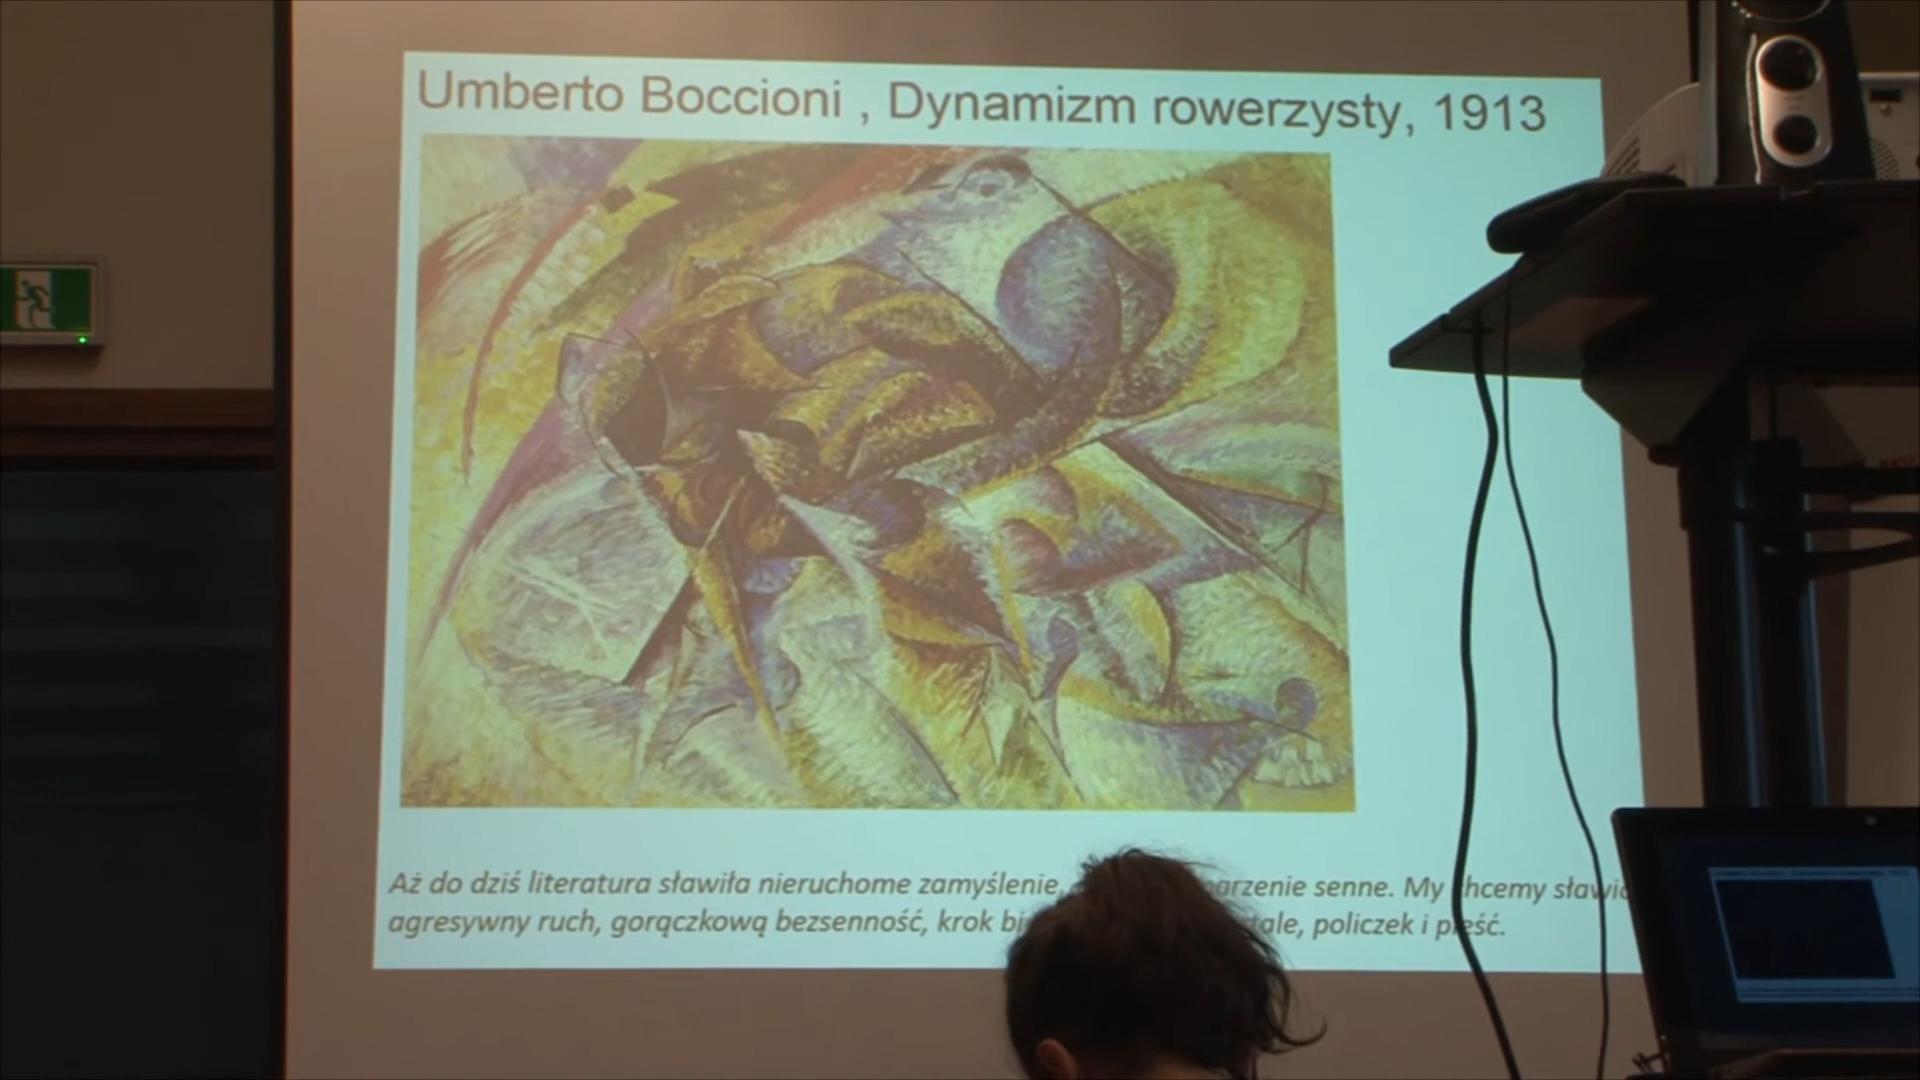 Umberto Boccioni , Dynamizm rowerzysty, 1913
Aż do dziś literatura sławiła nieruchome zamyślenie, senne. My chcemy sławić
agresywny ruch, gorączkową bezsenność, krok policzek i pięść.